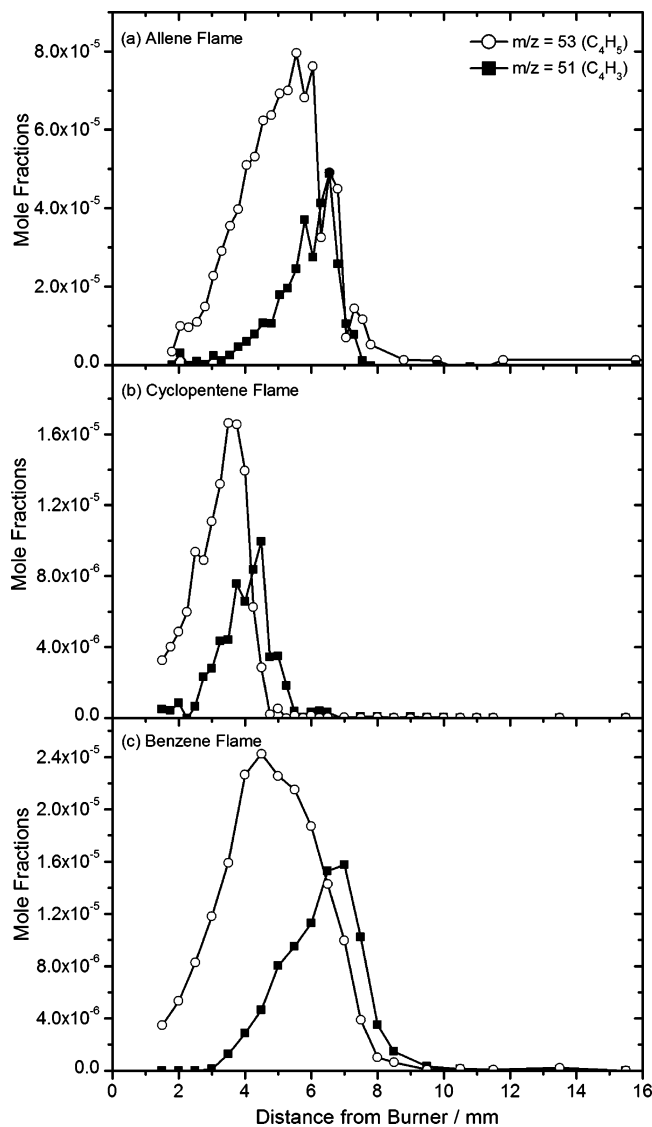 (a) Allene Flame
m/z = 53 (C₄H₅)
m/z = 51 (C₄H₃)
8.0x10⁻⁵
6.0x10⁻⁵
4.0x10⁻⁵
2.0x10⁻⁵
0.0
Mole Fractions
(b) Cyclopentene Flame
1.6x10⁻⁵
1.2x10⁻⁵
8.0x10⁻⁶
4.0x10⁻⁶
0.0
Mole Fractions
(c) Benzene Flame
2.4x10⁻⁵
1.6x10⁻⁵
1.2x10⁻⁵
8.0x10⁻⁶
4.0x10⁻⁶
0.0
Mole Fractions
0 2 4 6 8 10 12 14 16
Distance from Burner / mm